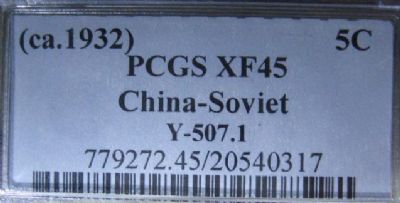 (ca.1932) 5C
PCGS XF45
China-Soviet
Y-507.1
779272.45/20540317